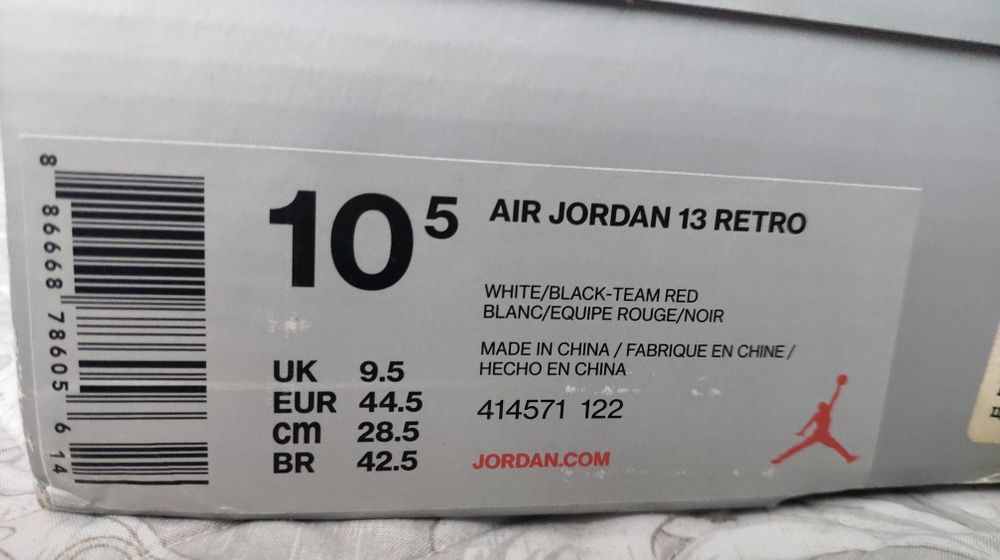 8 86668 78605 6 14
10 5
AIR JORDAN 13 RETRO
WHITE/BLACK-TEAM RED
BLANC/EQUIPE ROUGE/NOIR
MADE IN CHINA / FABRIQUE EN CHINE /
HECHO EN CHINA
UK 9.5
EUR 44.5
cm 28.5
BR 42.5
414571 122
JORDAN.COM